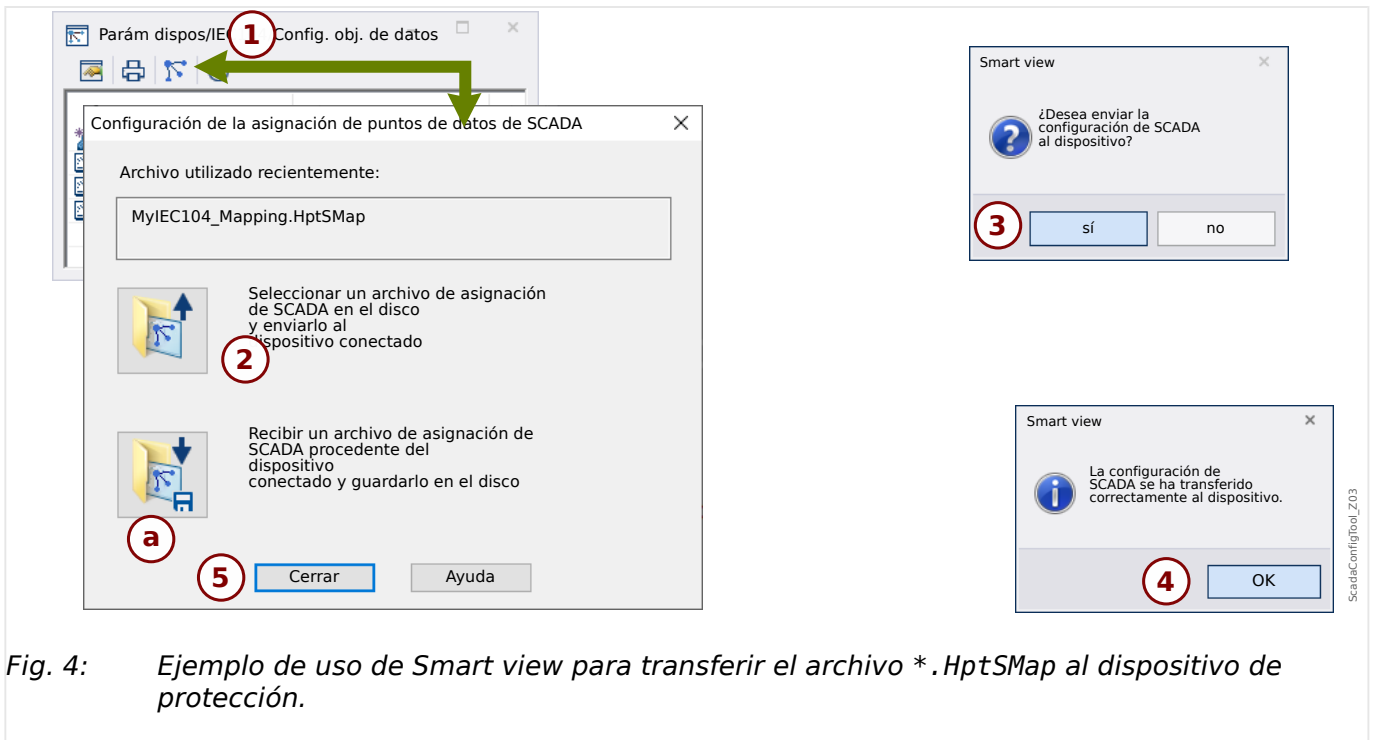 Parám dispos/IE
1
Config. obj. de datos
Configuración de la asignación de puntos de datos de SCADA
Archivo utilizado recientemente:
MyIEC104_Mapping.HptSMap
Seleccionar un archivo de asignación
de SCADA en el disco
y enviarlo al
dispositivo conectado
2
Recibir un archivo de asignación de
SCADA procedente del
dispositivo
conectado y guardarlo en el disco
a
5
Cerrar
Ayuda
Smart view
¿Desea enviar la
configuración de SCADA
al dispositivo?
3
sí
no
Smart view
La configuración de
SCADA se ha transferido
correctamente al dispositivo.
4
OK
ScadaConfigTool_Z03
Fig. 4: Ejemplo de uso de Smart view para transferir el archivo *.HptSMap al dispositivo de
protección.